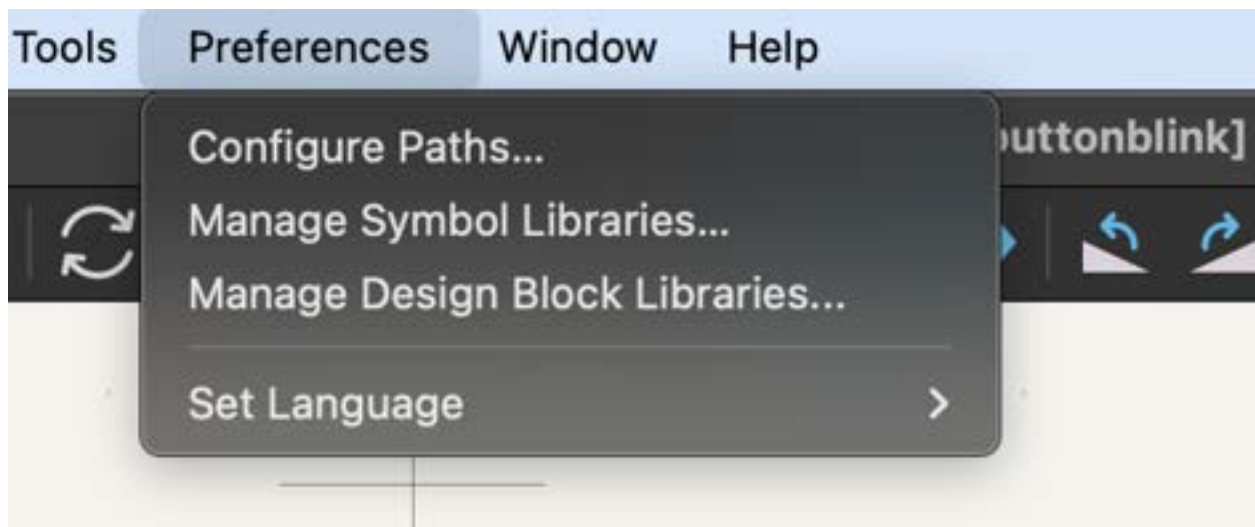 Tools Preferences Window Help
uttonblink]
Configure Paths...
Manage Symbol Libraries...
Manage Design Block Libraries...
Set Language